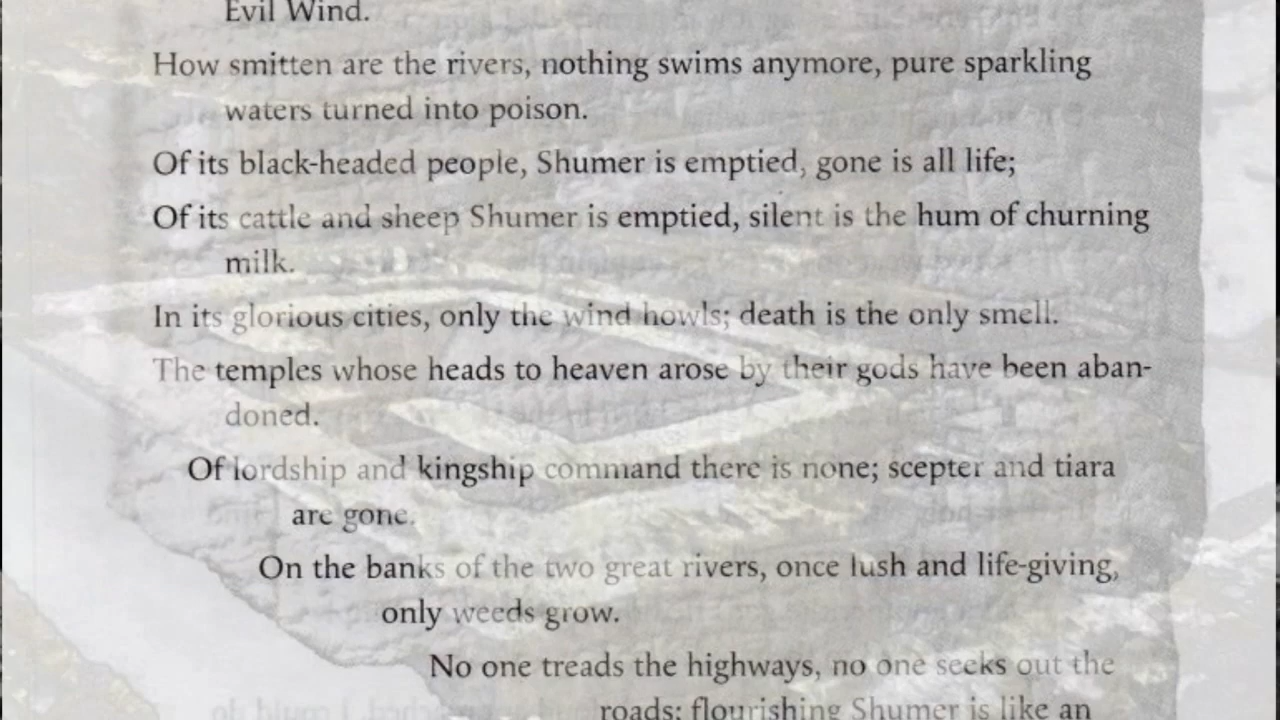 Evil Wind.
How smitten are the rivers, nothing swims anymore, pure sparkling
waters turned into poison.
Of its black-headed people, Shumer is emptied, gone is all life;
Of its cattle and sheep Shumer is emptied, silent is the hum of churning
milk.
In its glorious cities, only the wind howls; death is the only smell.
The temples whose heads to heaven arose by their gods have been aban-
doned.
Of lordship and kingship command there is none; scepter and tiara
are gone.
On the banks of the two great rivers, once lush and life-giving,
only weeds grow.
No one treads the highways, no one seeks out the
roads; flourishing Shumer is like an